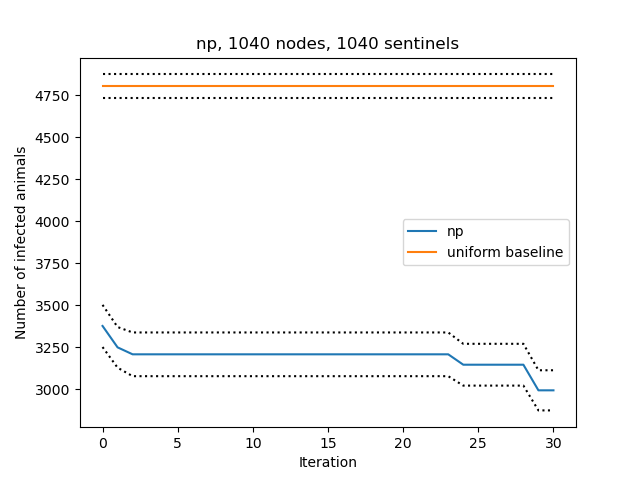 np, 1040 nodes, 1040 sentinels
4750
4500
4250
4000
3750
3500
3250
3000
Number of infected animals
np
uniform baseline
0 5 10 15 20 25 30
Iteration